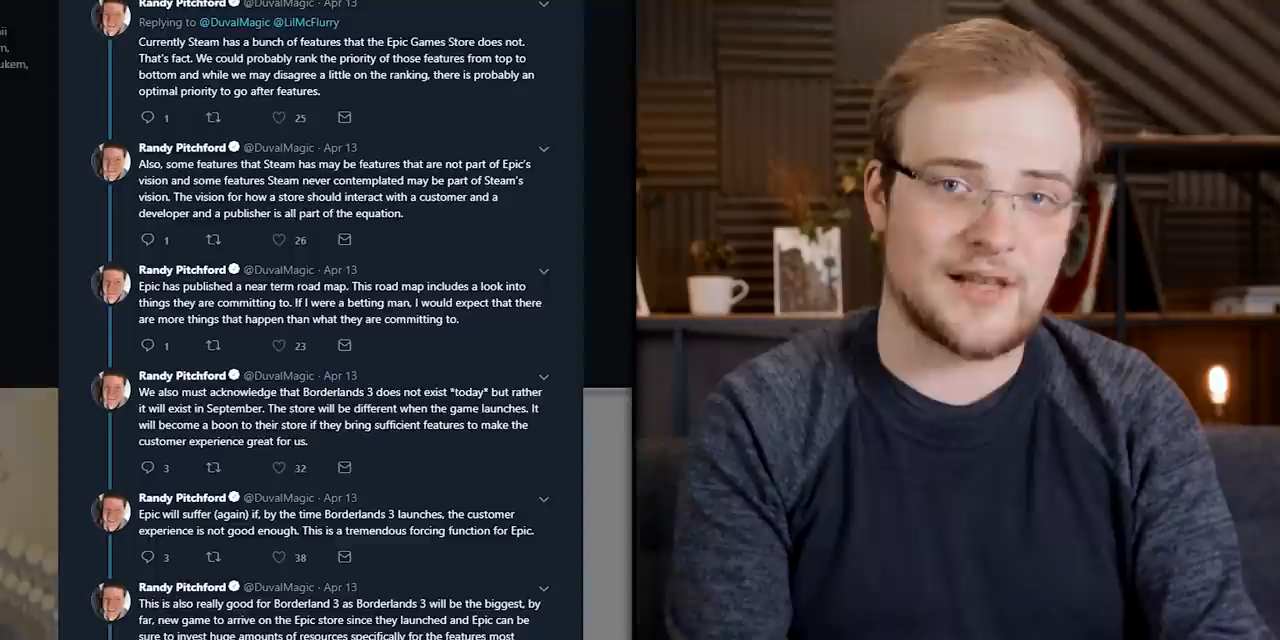 ii
n,
ukem,
Randy Pitchford @DuvalMagic · Apr 13
Replying to @DuvalMagic @LilMcFlurry
Currently Steam has a bunch of features that the Epic Games Store does not.
That's fact. We could probably rank the priority of those features from top to
bottom and while we may disagree a little on the ranking, there is probably an
optimal priority to go after features.
1 25
Randy Pitchford @DuvalMagic · Apr 13
Also, some features that Steam has may be features that are not part of Epic's
vision and some features Steam never contemplated may be part of Steam's
vision. The vision for how a store should interact with a customer and a
developer and a publisher is all part of the equation.
1 26
Randy Pitchford @DuvalMagic · Apr 13
Epic has published a near term road map. This road map includes a look into
things they are committing to. If I were a betting man, I would expect that there
are more things that happen than what they are committing to.
1 23
Randy Pitchford @DuvalMagic · Apr 13
We also must acknowledge that Borderlands 3 does not exist *today* but rather
it will exist in September. The store will be different when the game launches. It
will become a boon to their store if they bring sufficient features to make the
customer experience great for us.
3 32
Randy Pitchford @DuvalMagic · Apr 13
Epic will suffer (again) if, by the time Borderlands 3 launches, the customer
experience is not good enough. This is a tremendous forcing function for Epic.
3 38
Randy Pitchford @DuvalMagic · Apr 13
This is also really good for Borderland 3 as Borderlands 3 will be the biggest, by
far, new game to arrive on the Epic store since they launched and Epic can be
sure to invest huge amounts of resources specifically for the features most